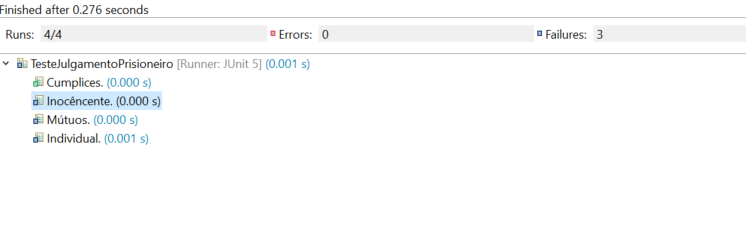 Finished after 0.276 seconds
Runs: 4/4 Errors: 0 Failures: 3
TesteJulgamentoPrisioneiro [Runner: JUnit 5] (0.001 s)
Cumplices. (0.000 s)
Inocêncente. (0.000 s)
Mútuos. (0.000 s)
Individual. (0.001 s)